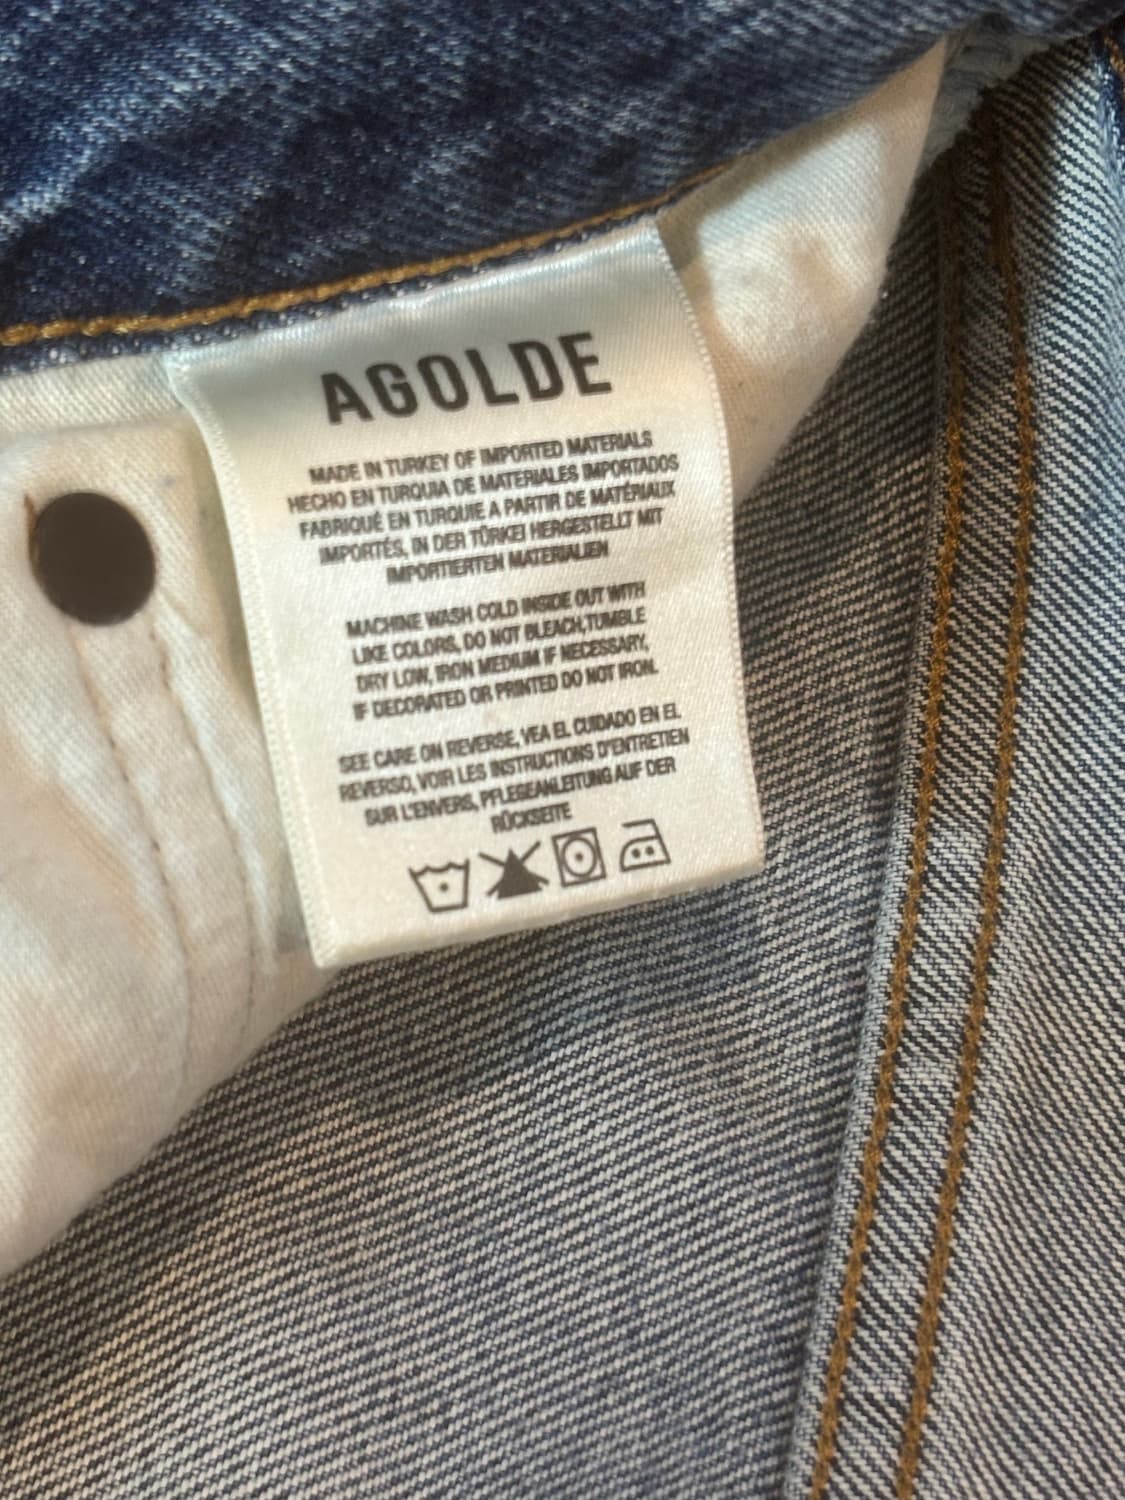 AGOLDE
MADE IN TURKEY OF IMPORTED MATERIALS
HECHO EN TURQUIA DE MATERIALES IMPORTADOS
FABRIQUÉ EN TURQUIE A PARTIR DE MATÉRIAUX
IMPORTÉS, IN DER TÜRKEI HERGESTELLT MIT
IMPORTIERTEN MATERIALIEN
MACHINE WASH COLD INSIDE OUT WITH
LIKE COLORS, DO NOT BLEACH,TUMBLE
DRY LOW, IRON MEDIUM IF NECESSARY,
IF DECORATED OR PRINTED DO NOT IRON.
SEE CARE ON REVERSE, VEA EL CUIDADO EN EL
REVERSO, VOIR LES INSTRUCTIONS D'ENTRETIEN
SUR L'ENVERS, PFLEGEANLEITUNG AUF DER
RÜCKSEITE